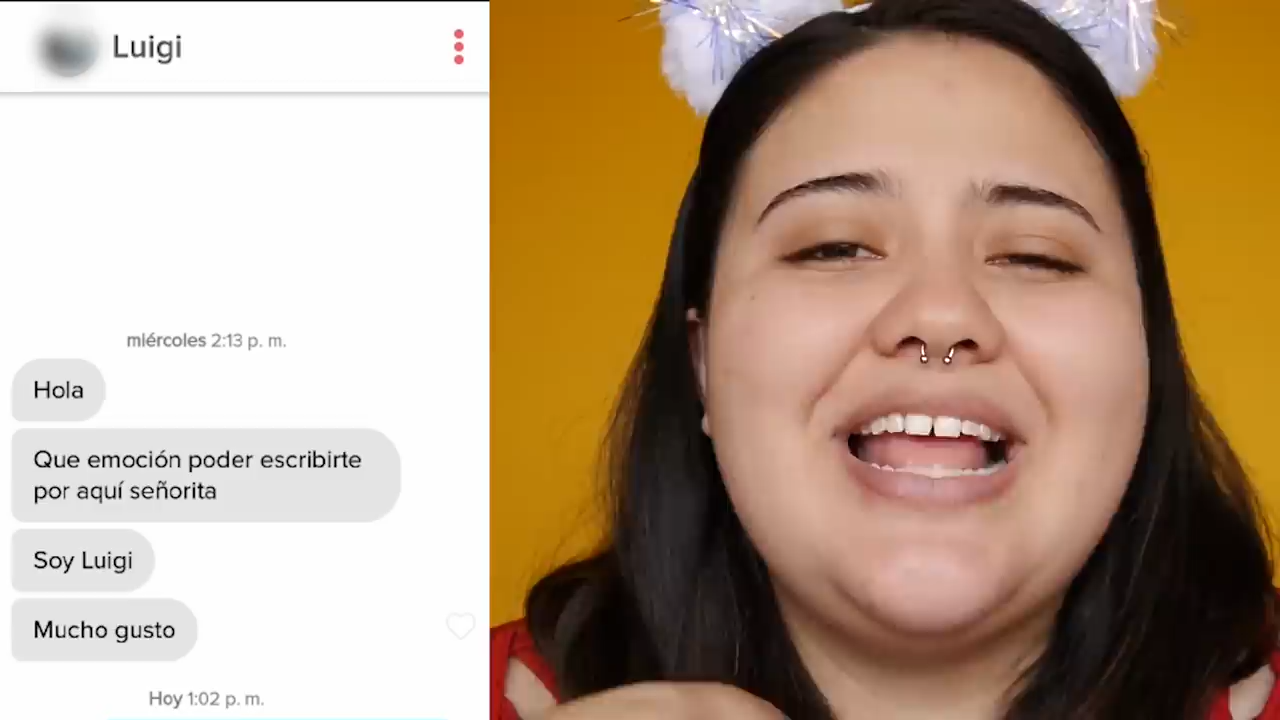 Luigi
miércoles 2:13 p. m.
Hola
Que emoción poder escribirte
por aquí señorita
Soy Luigi
Mucho gusto
Hoy 1:02 p. m.